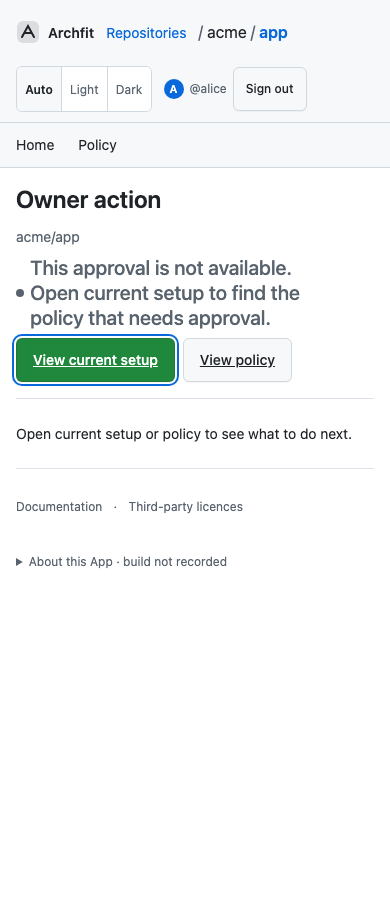 Archfit Repositories / acme / app
Auto Light Dark A @alice Sign out
Home Policy
Owner action
acme/app
This approval is not available.
Open current setup to find the
policy that needs approval.
View current setup View policy
Open current setup or policy to see what to do next.
Documentation · Third-party licences
About this App · build not recorded